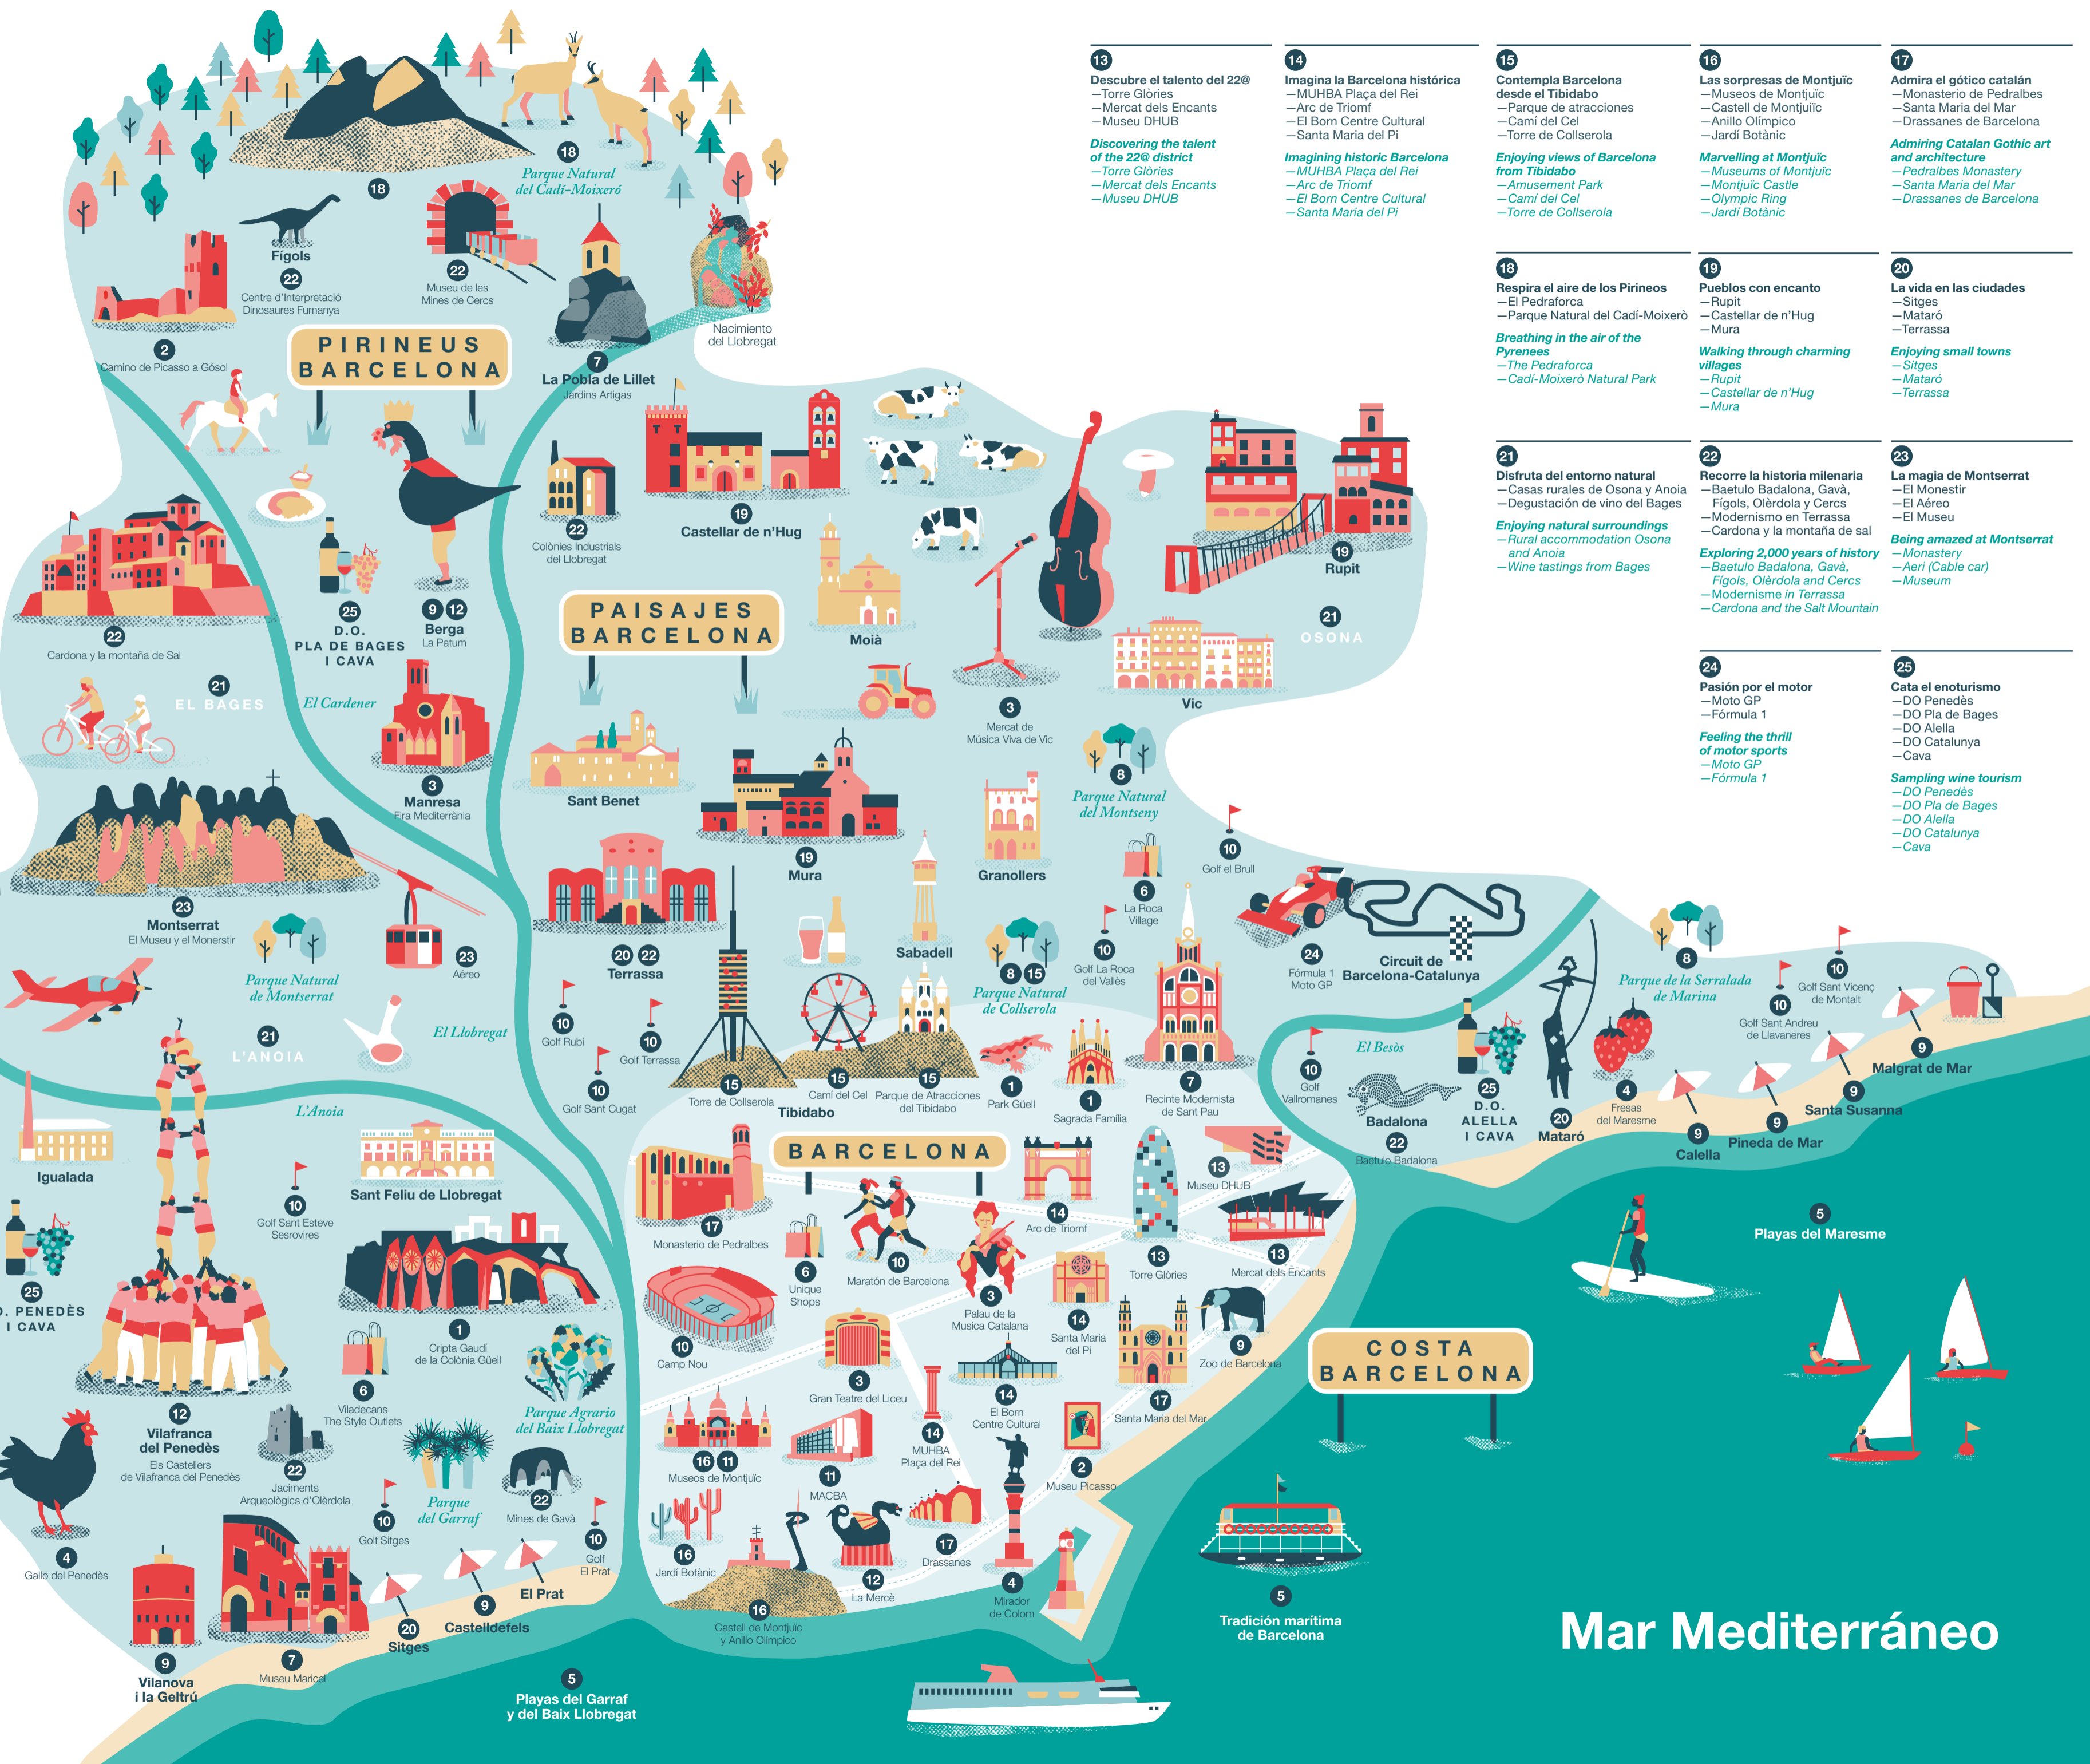 13
Descubre el talento del 22@
—Torre Glòries
—Mercat dels Encants
—Museu DHUB
Discovering the talent
of the 22@ district
—Torre Glòries
—Mercat dels Encants
—Museu DHUB
14
Imagina la Barcelona histórica
—MUHBA Plaça del Rei
—Arc de Triomf
—El Born Centre Cultural
—Santa Maria del Pi
Imagining historic Barcelona
—MUHBA Plaça del Rei
—Arc de Triomf
—El Born Centre Cultural
—Santa Maria del Pi
15
Contempla Barcelona
desde el Tibidabo
—Parque de atracciones
—Camí del Cel
—Torre de Collserola
Enjoying views of Barcelona
from Tibidabo
—Amusement Park
—Camí del Cel
—Torre de Collserola
16
Las sorpresas de Montjuïc
—Museos de Montjuïc
—Castell de Montjuiïc
—Anillo Olímpico
—Jardí Botànic
Marvelling at Montjuïc
—Museums of Montjuïc
—Montjuïc Castle
—Olympic Ring
—Jardí Botànic
17
Admira el gótico catalán
—Monasterio de Pedralbes
—Santa Maria del Mar
—Drassanes de Barcelona
Admiring Catalan Gothic art
and architecture
—Pedralbes Monastery
—Santa Maria del Mar
—Drassanes de Barcelona
18
Respira el aire de los Pirineos
—El Pedraforca
—Parque Natural del Cadí-Moixerò
Breathing in the air of the
Pyrenees
—The Pedraforca
—Cadí-Moixerò Natural Park
19
Pueblos con encanto
—Rupit
—Castellar de n'Hug
—Mura
Walking through charming
villages
—Rupit
—Castellar de n'Hug
—Mura
20
La vida en las ciudades
—Sitges
—Mataró
—Terrassa
Enjoying small towns
—Sitges
—Mataró
—Terrassa
21
Disfruta del entorno natural
—Casas rurales de Osona y Anoia
—Degustación de vino del Bages
Enjoying natural surroundings
—Rural accommodation Osona
and Anoia
—Wine tastings from Bages
22
Recorre la historia milenaria
—Baetulo Badalona, Gavà,
Fígols, Olèrdola y Cercs
—Modernismo en Terrassa
—Cardona y la montaña de sal
Exploring 2,000 years of history
—Baetulo Badalona, Gavà,
Fígols, Olèrdola and Cercs
—Modernisme in Terrassa
—Cardona and the Salt Mountain
23
La magia de Montserrat
—El Monestir
—El Aéreo
—El Museu
Being amazed at Montserrat
—Monastery
—Aeri (Cable car)
—Museum
24
Pasión por el motor
—Moto GP
—Fórmula 1
Feeling the thrill
of motor sports
—Moto GP
—Fórmula 1
25
Cata el enoturismo
—DO Penedès
—DO Pla de Bages
—DO Alella
—DO Catalunya
—Cava
Sampling wine tourism
—DO Penedès
—DO Pla de Bages
—DO Alella
—DO Catalunya
—Cava
18
Parque Natural
del Cadí-Moixeró
18
Fígols
22
Centre d'Interpretació
Dinosaures Fumanya
22
Museu de les
Mines de Cercs
Nacimiento
del Llobregat
2
Camino de Picasso a Gósol
PIRINEUS
BARCELONA
7
La Pobla de Lillet
Jardins Artigas
22
Colònies Industrials
del Llobregat
19
Castellar de n'Hug
19
Rupit
21
OSONA
22
Cardona y la montaña de Sal
25
D.O.
PLA DE BAGES
I CAVA
9 12
Berga
La Patum
PAISAJES
BARCELONA
Moià
Vic
3
Mercat de
Música Viva de Vic
21
EL BAGES
El Cardener
3
Manresa
Fira Mediterrània
Sant Benet
19
Mura
Granollers
8
Parque Natural
del Montseny
10
Golf el Brull
6
La Roca
Village
23
Montserrat
El Museu y el Monerstir
Parque Natural
de Montserrat
23
Aéreo
20 22
Terrassa
Sabadell
8 15
Parque Natural
de Collserola
10
Golf La Roca
del Vallès
24
Fórmula 1
Moto GP
Circuit de
Barcelona-Catalunya
8
Parque de la Serralada
de Marina
10
Golf Sant Vicenç
de Montalt
10
Golf Sant Andreu
de Llavaneres
21
L'ANOIA
El Llobregat
10
Golf Rubí
10
Golf Terrassa
10
Golf Sant Cugat
15
Torre de Collserola
15
Camí del Cel
Tibidabo
15
Parque de Atracciones
del Tibidabo
1
Park Güell
1
Sagrada Família
7
Recinte Modernista
de Sant Pau
10
Golf
Vallromanes
El Besòs
Badalona
22
Baetulo Badalona
25
D.O.
ALELLA
I CAVA
20
Mataró
4
Fresas
del Maresme
9
Calella
9
Pineda de Mar
9
Santa Susanna
9
Malgrat de Mar
L'Anoia
Igualada
10
Golf Sant Esteve
Sesrovires
Sant Feliu de Llobregat
25
O. PENEDÈS
I CAVA
1
Cripta Gaudí
de la Colònia Güell
6
Viladecans
The Style Outlets
Parque Agrario
del Baix Llobregat
12
Vilafranca
del Penedès
Els Castellers
de Vilafranca del Penedès
22
Jaciments
Arqueològics d'Olèrdola
10
Golf Sitges
Parque
del Garraf
22
Mines de Gavà
10
Golf
El Prat
4
Gallo del Penedès
9
Vilanova
i la Geltrú
7
Museu Maricel
20
Sitges
9
Castelldefels
El Prat
5
Playas del Garraf
y del Baix Llobregat
BARCELONA
17
Monasterio de Pedralbes
6
Unique
Shops
10
Maratón de Barcelona
3
Palau de la
Musica Catalana
14
Arc de Triomf
13
Torre Glòries
13
Museu DHUB
13
Mercat dels Encants
10
Camp Nou
3
Gran Teatre del Liceu
14
Santa Maria
del Pi
9
Zoo de Barcelona
14
El Born
Centre Cultural
17
Santa Maria del Mar
14
MUHBA
Plaça del Rei
16 11
Museos de Montjuïc
11
MACBA
2
Museu Picasso
16
Jardí Botànic
12
La Mercè
17
Drassanes
4
Mirador
de Colom
16
Castell de Montjuïc
y Anillo Olímpico
COSTA
BARCELONA
5
Playas del Maresme
5
Tradición marítima
de Barcelona
Mar Mediterráneo